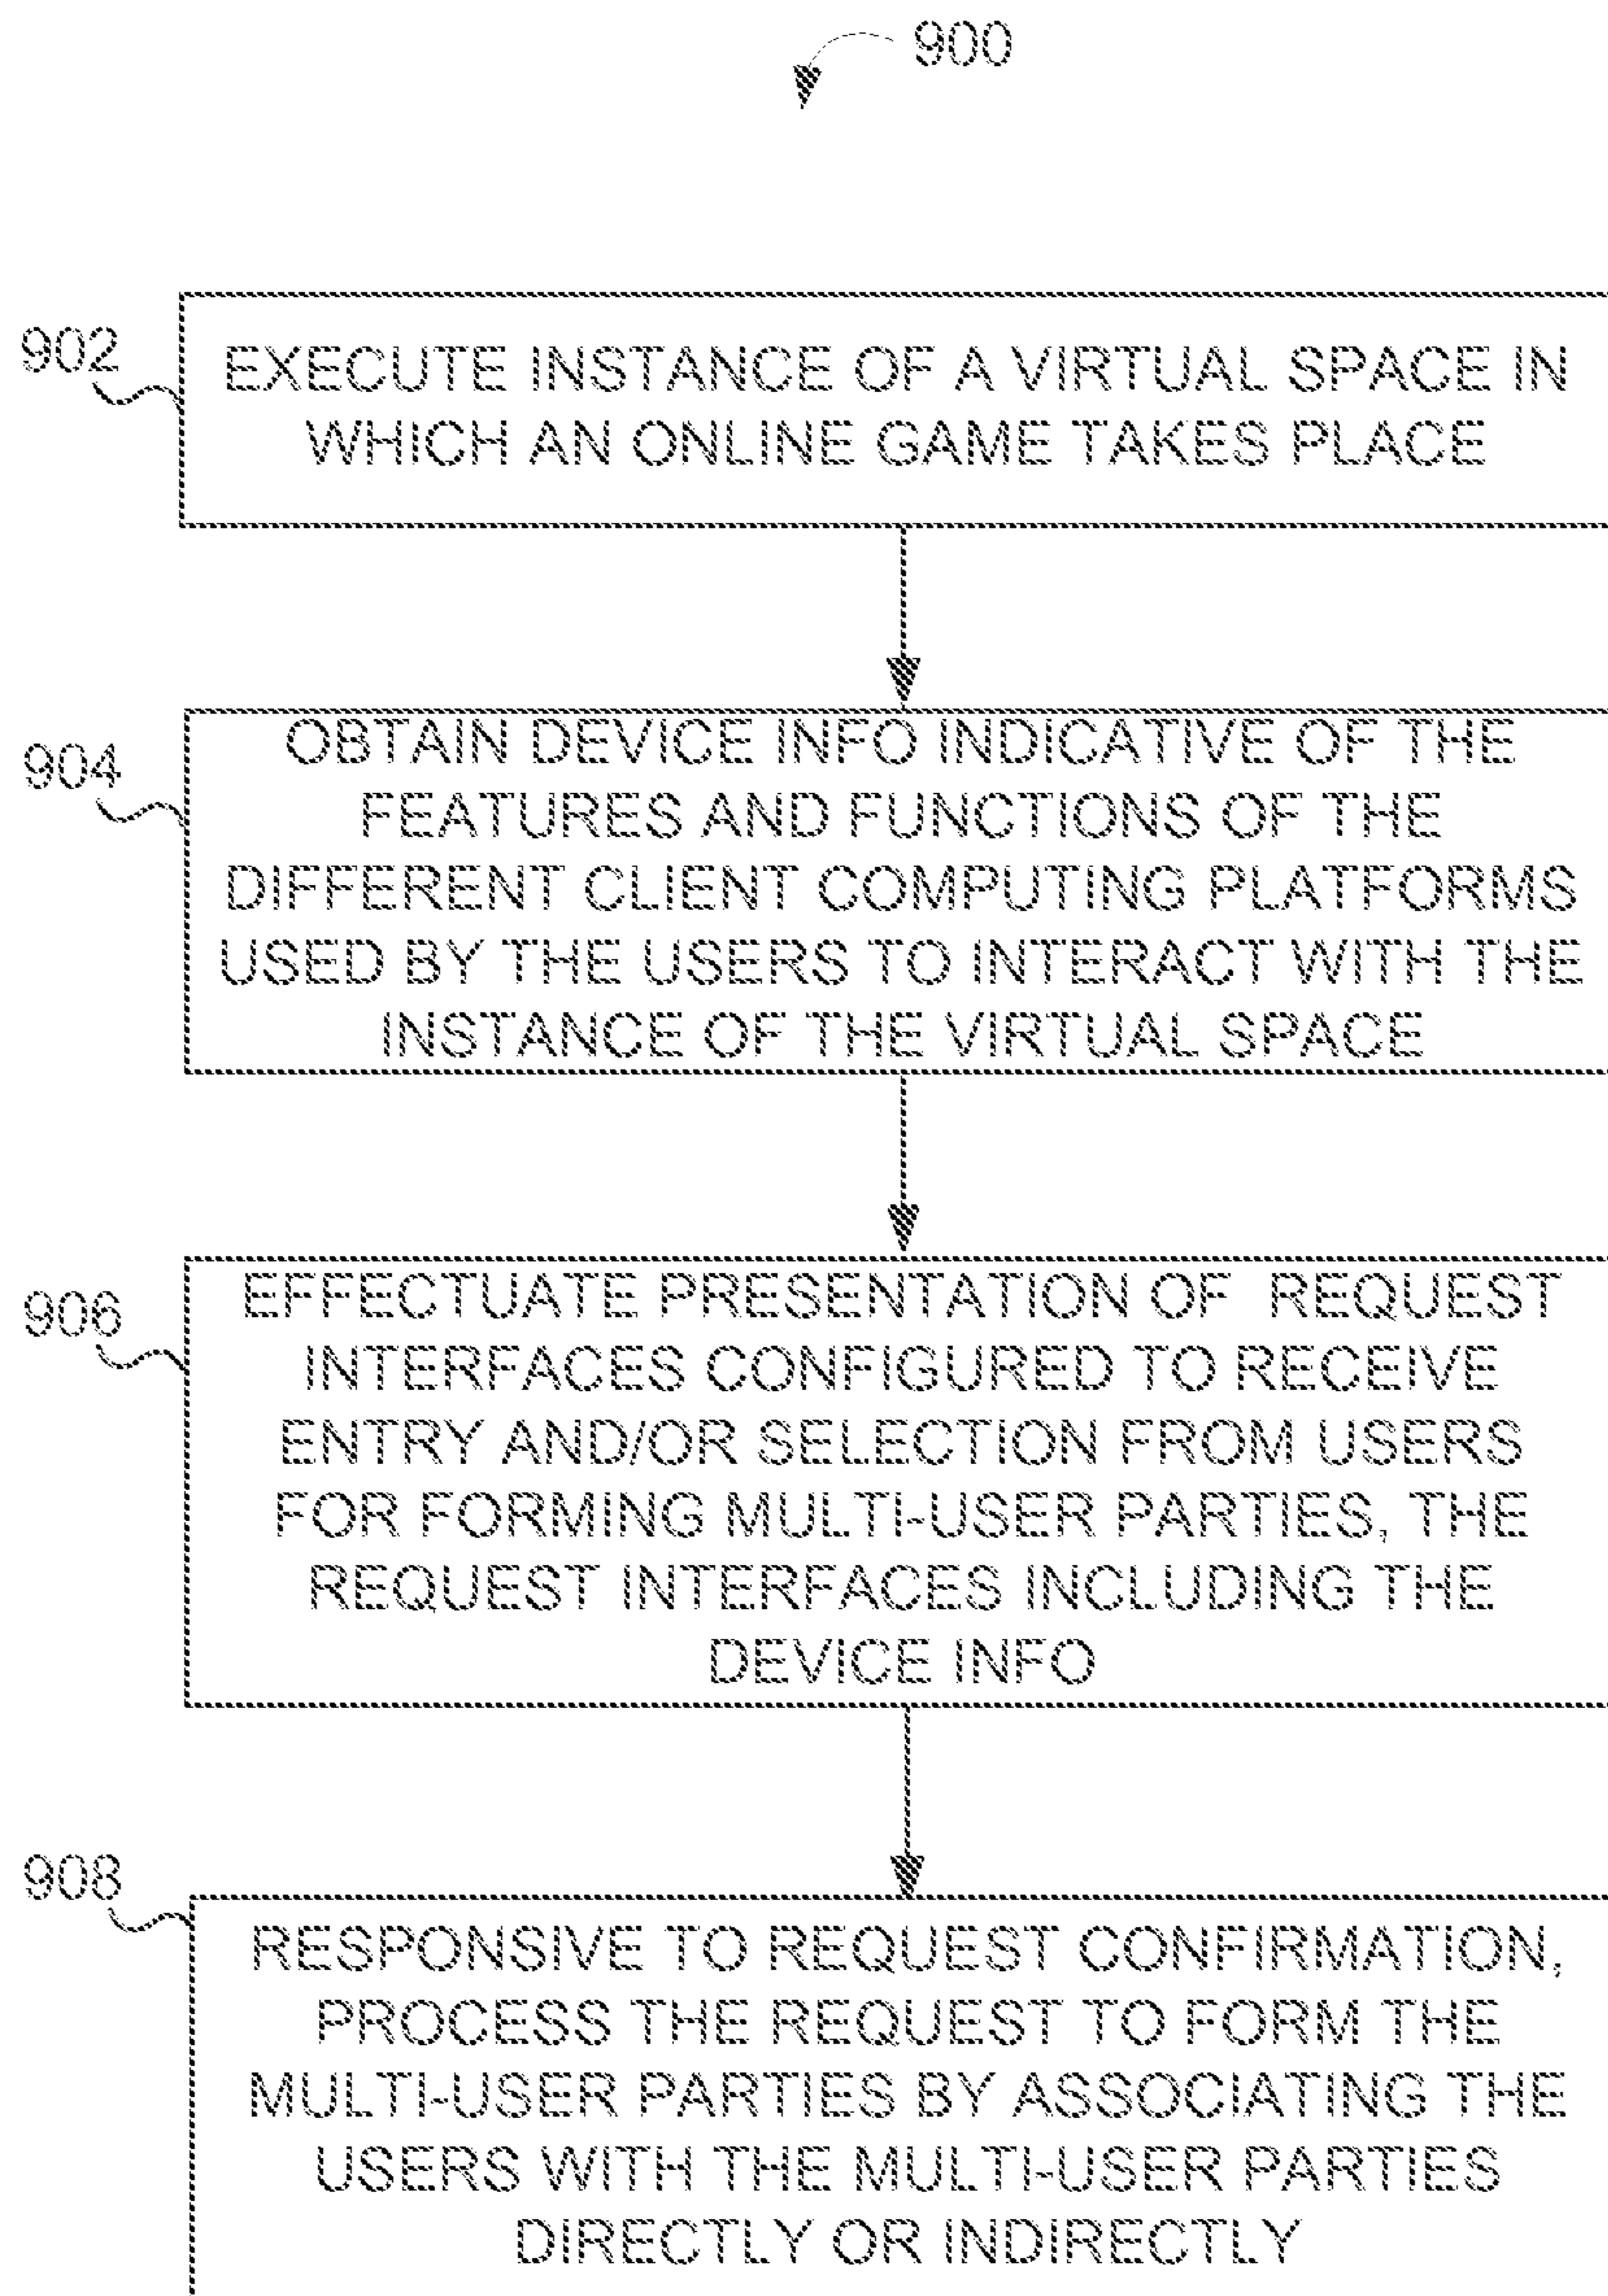 900
902
EXECUTE INSTANCE OF A VIRTUAL SPACE IN
WHICH AN ONLINE GAME TAKES PLACE
904
OBTAIN DEVICE INFO INDICATIVE OF THE
FEATURES AND FUNCTIONS OF THE
DIFFERENT CLIENT COMPUTING PLATFORMS
USED BY THE USERS TO INTERACT WITH THE
INSTANCE OF THE VIRTUAL SPACE
906
EFFECTUATE PRESENTATION OF REQUEST
INTERFACES CONFIGURED TO RECEIVE
ENTRY AND/OR SELECTION FROM USERS
FOR FORMING MULTI-USER PARTIES, THE
REQUEST INTERFACES INCLUDING THE
DEVICE INFO
908
RESPONSIVE TO REQUEST CONFIRMATION,
PROCESS THE REQUEST TO FORM THE
MULTI-USER PARTIES BY ASSOCIATING THE
USERS WITH THE MULTI-USER PARTIES
DIRECTLY OR INDIRECTLY